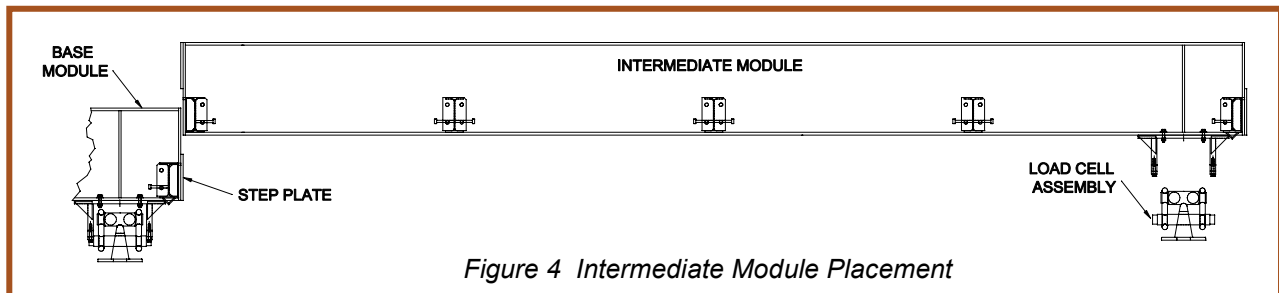 BASE
MODULE
INTERMEDIATE MODULE
STEP PLATE
LOAD CELL
ASSEMBLY
Figure 4 Intermediate Module Placement